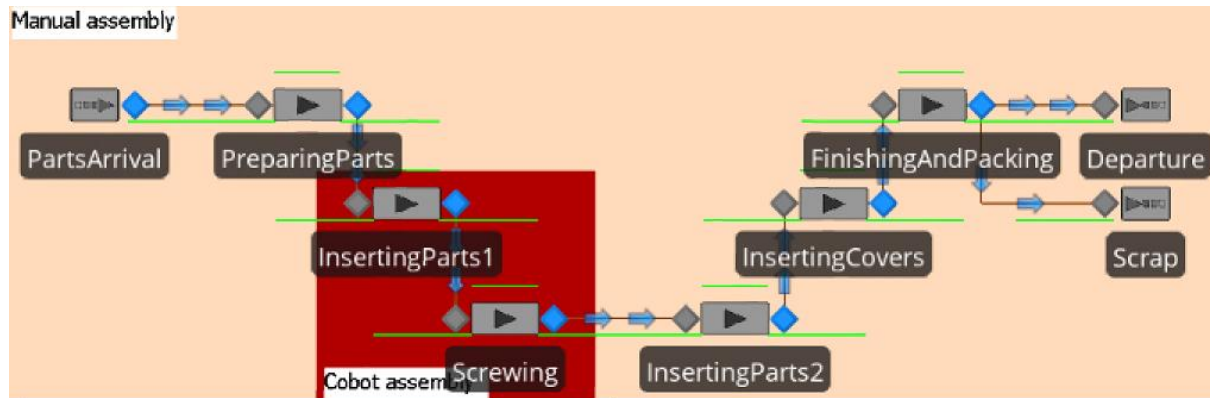 Manual assembly
PartsArrival
PreparingParts
FinishingAndPacking
Departure
InsertingParts1
InsertingCovers
Scrap
Screwing
InsertingParts2
Cobot assembly